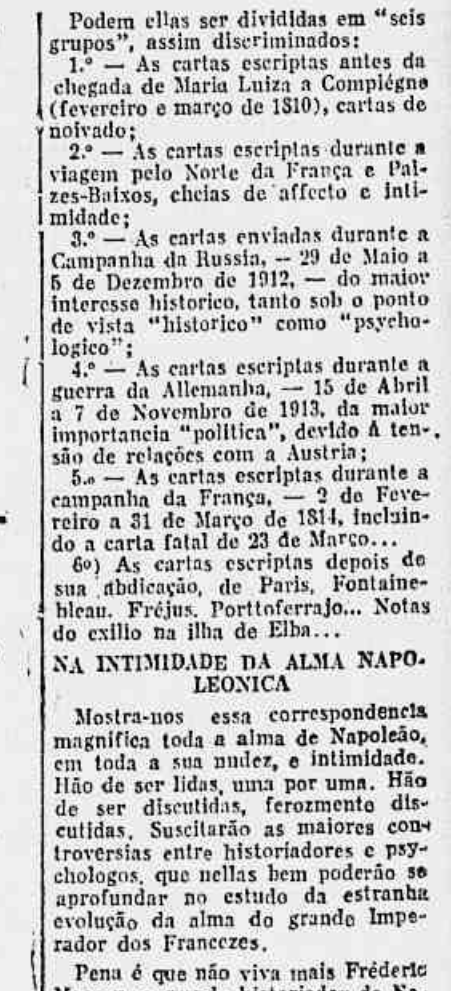 Podem ellas ser divididas em "seis
grupos", assim discriminados:
1.º — As cartas escriptas antes da
chegada de Maria Luiza a Compiégne
(fevereiro e março de 1810), cartas de
noivado;
2.º — As cartas escriptas durante a
viagem pelo Norte da França e Pai-
zes-Baixos, cheias de affecto e inti-
midade;
3.º — As cartas enviadas durante a
Campanha da Russia, — 29 de Maio a
5 de Dezembro de 1912, — do maior
interesse historico, tanto sob o ponto
de vista "historico" como "psycho-
logico";
4.º — As cartas escriptas durante a
guerra da Allemanha, — 15 de Abril
a 7 de Novembro de 1913, da maior
importancia "politica", devido á ten-
são de relações com a Austria;
5.º — As cartas escriptas durante a
campanha da França, — 2 de Feve-
reiro a 31 de Março de 1814, incluin-
do a carta fatal de 23 de Março...
6º) As cartas escriptas depois de
sua abdicação, de Paris, Fontaine-
bleau. Fréjus. Porttoferrajo... Notas
do exilio na ilha de Elba...
NA INTIMIDADE DA ALMA NAPO-
LEONICA
Mostra-nos essa correspondencia
magnifica toda a alma de Napoleão,
em toda a sua nudez, e intimidade.
Hão de ser lidas, uma por uma. Hão
de ser discutidas, ferozmente dis-
cutidas. Suscitarão as maiores con-
troversias entre historiadores e psy-
chologos, que nellas bem poderão se
aprofundar no estudo da estranha
evolução da alma do grande Impe-
rador dos Francezes.
Pena é que não viva mais Fréderic